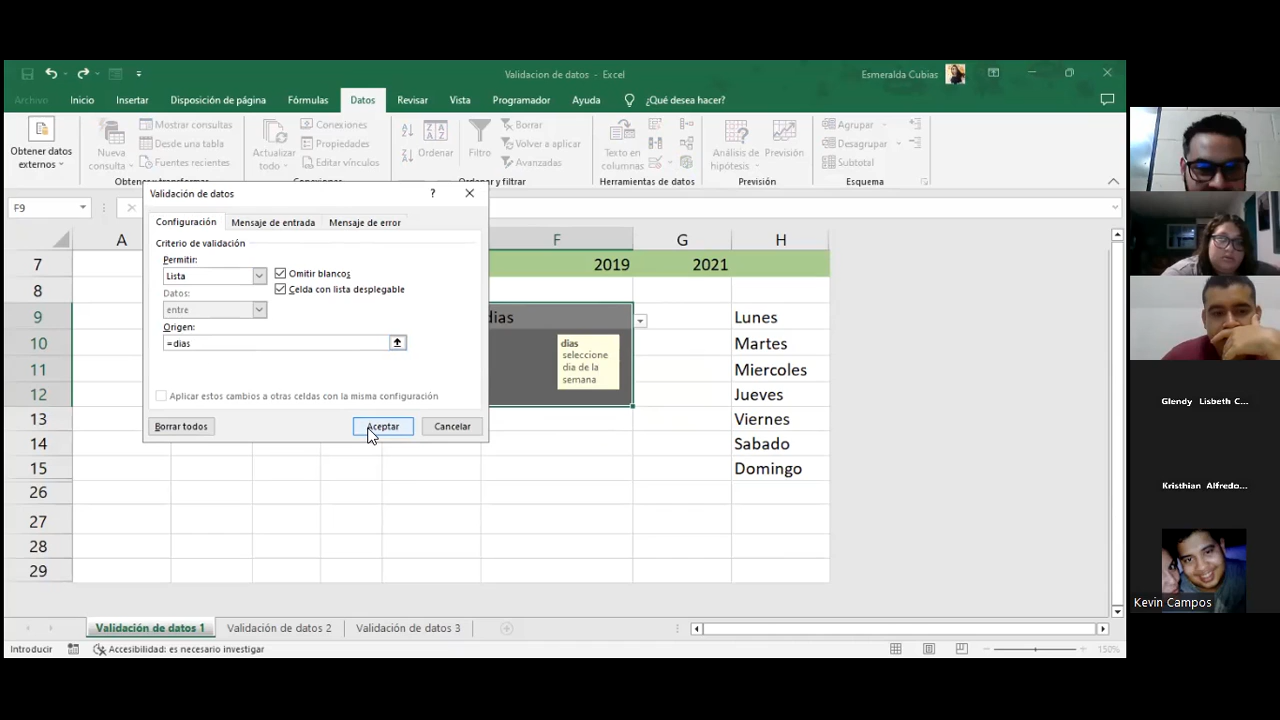 Validacion de datos - Excel
Esmeralda Cubias
Archivo Inicio Insertar Disposición de página Fórmulas Datos Revisar Vista Programador Ayuda ¿Qué desea hacer?
Obtener datos externos
Nueva consulta
Mostrar consultas
Desde una tabla
Fuentes recientes
Obtener y transformar
Actualizar todo
Conexiones
Propiedades
Editar vínculos
Conexiones
Ordenar
Filtro
Borrar
Volver a aplicar
Avanzadas
Ordenar y filtrar
Texto en columnas
Herramientas de datos
Análisis de hipótesis
Previsión
Previsión
Agrupar
Desagrupar
Subtotal
Esquema
F9
Validación de datos
?
Configuración Mensaje de entrada Mensaje de error
Criterio de validación
Permitir:
Lista
Omitir blancos
Celda con lista desplegable
Datos:
entre
Origen:
=dias
Aplicar estos cambios a otras celdas con la misma configuración
Borrar todos Aceptar Cancelar
A F G H
7 2019 2021
8
9 dias Lunes
10 Martes
11 Miercoles
12 Jueves
13 Viernes
14 Sabado
15 Domingo
26
27
28
29
dias
seleccione
dia de la
semana
Validación de datos 1 Validación de datos 2 Validación de datos 3
Introducir Accesibilidad: es necesario investigar 150%
Glendy Lisbeth C...
Kristhian Alfredo...
Kevin Campos